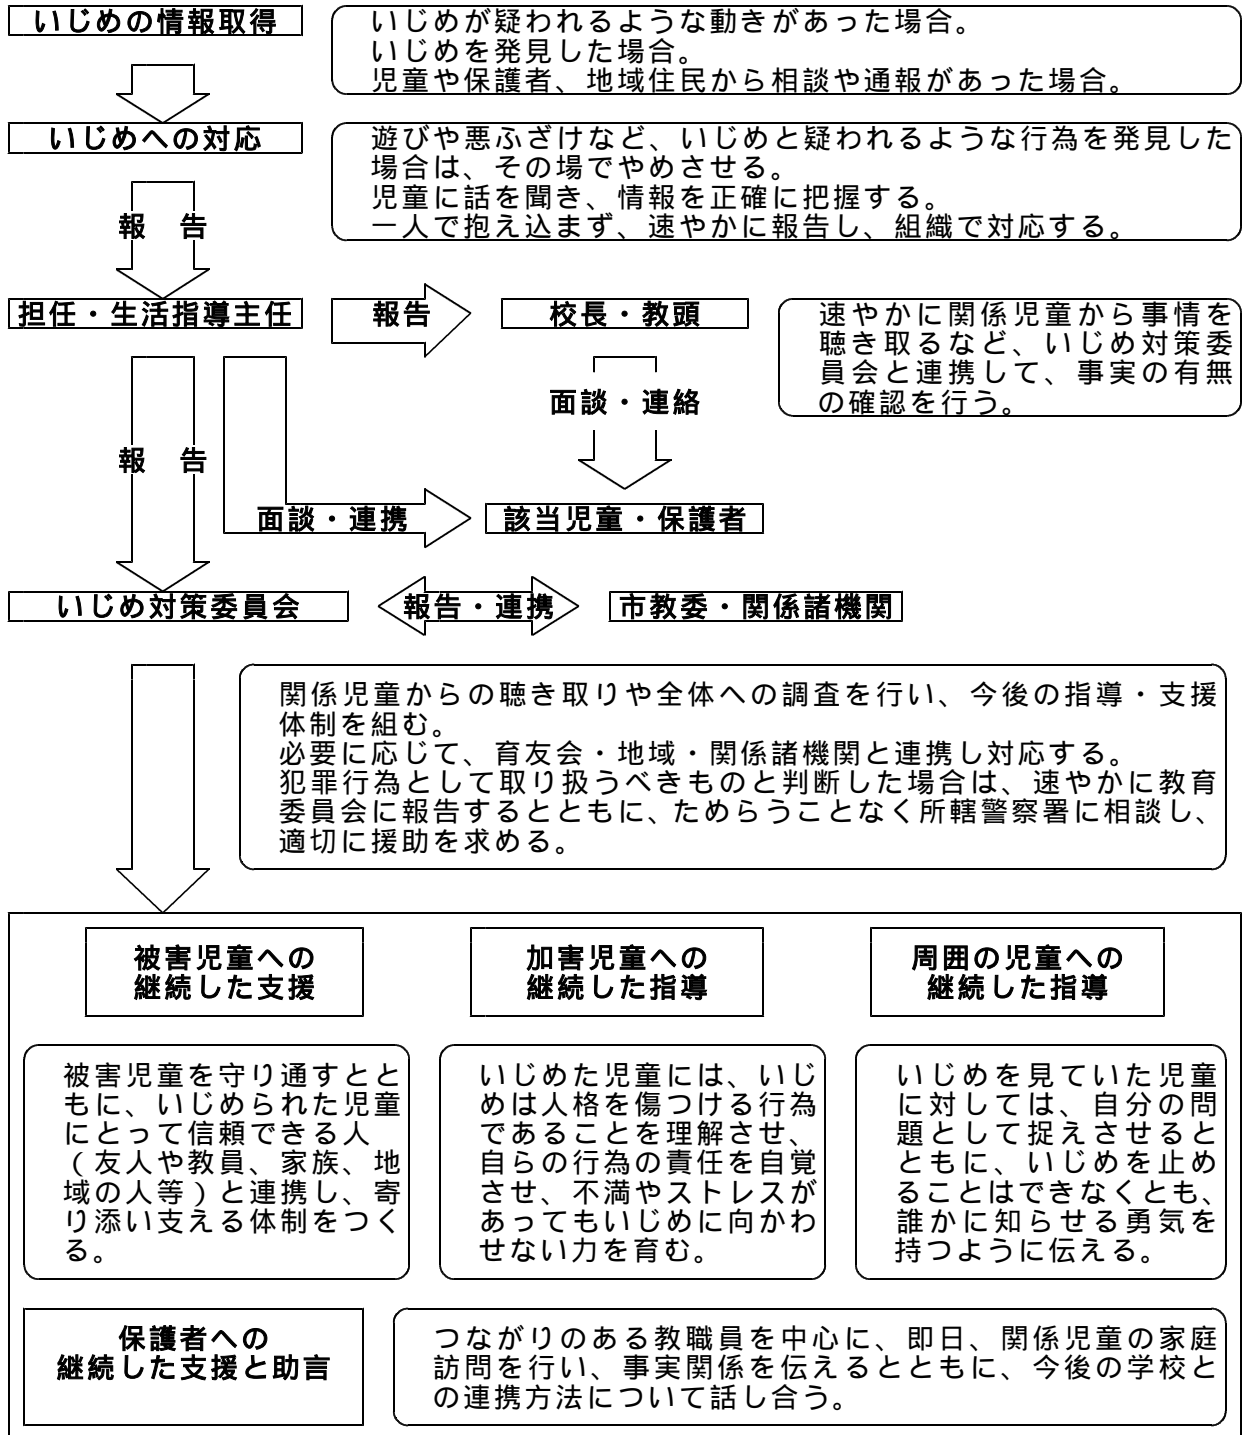 いじめの情報取得
いじめが疑われるような動きがあった場合。
いじめを発見した場合。
児童や保護者、地域住民から相談や通報があった場合。
いじめへの対応
遊びや悪ふざけなど、いじめと疑われるような行為を発見した
場合は、その場でやめさせる。
児童に話を聞き、情報を正確に把握する。
一人で抱え込まず、速やかに報告し、組織で対応する。
報　告
担任・生活指導主任
報告
校長・教頭
速やかに関係児童から事情を
聴き取るなど、いじめ対策委
員会と連携して、事実の有無
の確認を行う。
面談・連絡
報　告
面談・連携
該当児童・保護者
いじめ対策委員会
報告・連携
市教委・関係諸機関
関係児童からの聴き取りや全体への調査を行い、今後の指導・支援
体制を組む。
必要に応じて、育友会・地域・関係諸機関と連携し対応する。
犯罪行為として取り扱うべきものと判断した場合は、速やかに教育
委員会に報告するとともに、ためらうことなく所轄警察署に相談し、
適切に援助を求める。
被害児童への
継続した支援
加害児童への
継続した指導
周囲の児童への
継続した指導
被害児童を守り通すとと
もに、いじめられた児童
にとって信頼できる人
（友人や教員、家族、地
域の人等）と連携し、寄
り添い支える体制をつく
る。
いじめた児童には、いじ
めは人格を傷つける行為
であることを理解させ、
自らの行為の責任を自覚
させ、不満やストレスが
あってもいじめに向かわ
せない力を育む。
いじめを見ていた児童
に対しては、自分の問
題として捉えさせると
ともに、いじめを止め
ることはできなくとも、
誰かに知らせる勇気を
持つように伝える。
保護者への
継続した支援と助言
つながりのある教職員を中心に、即日、関係児童の家庭
訪問を行い、事実関係を伝えるとともに、今後の学校と
の連携方法について話し合う。